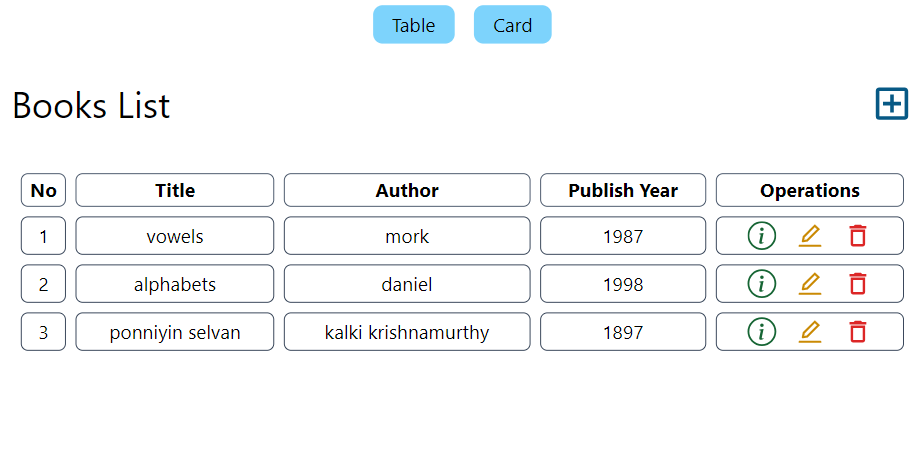 Table Card
Books List
No Title Author Publish Year Operations
1 vowels mork 1987
2 alphabets daniel 1998
3 ponniyin selvan kalki krishnamurthy 1897